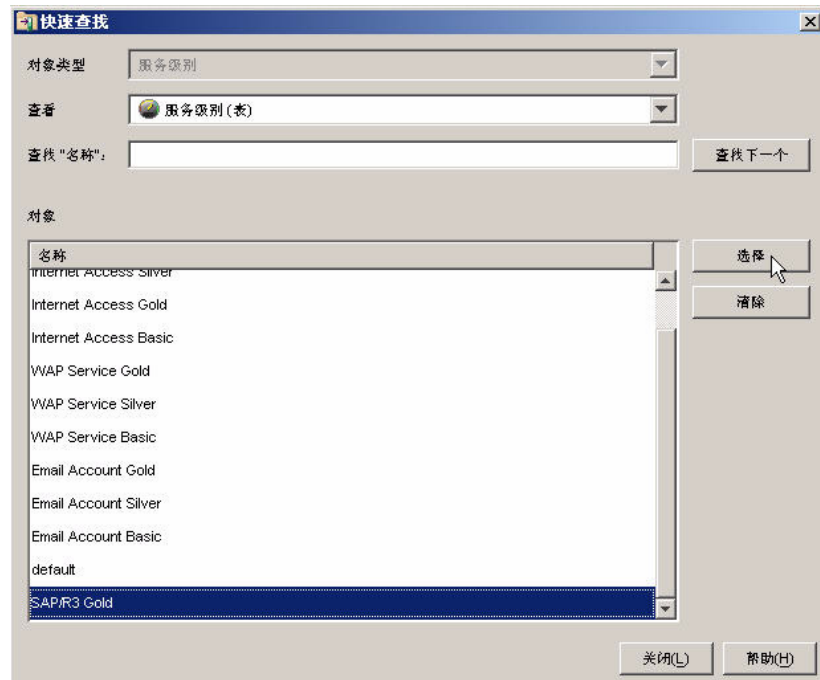 快速查找
对象类型 服务级别
查看 服务级别(表)
查找"名称": 查找下一个
对象
名称 选择
Internet Access Silver
Internet Access Gold 清除
Internet Access Basic
WAP Service Gold
WAP Service Silver
WAP Service Basic
Email Account Gold
Email Account Silver
Email Account Basic
default
SAP/R3 Gold
关闭(L) 帮助(H)